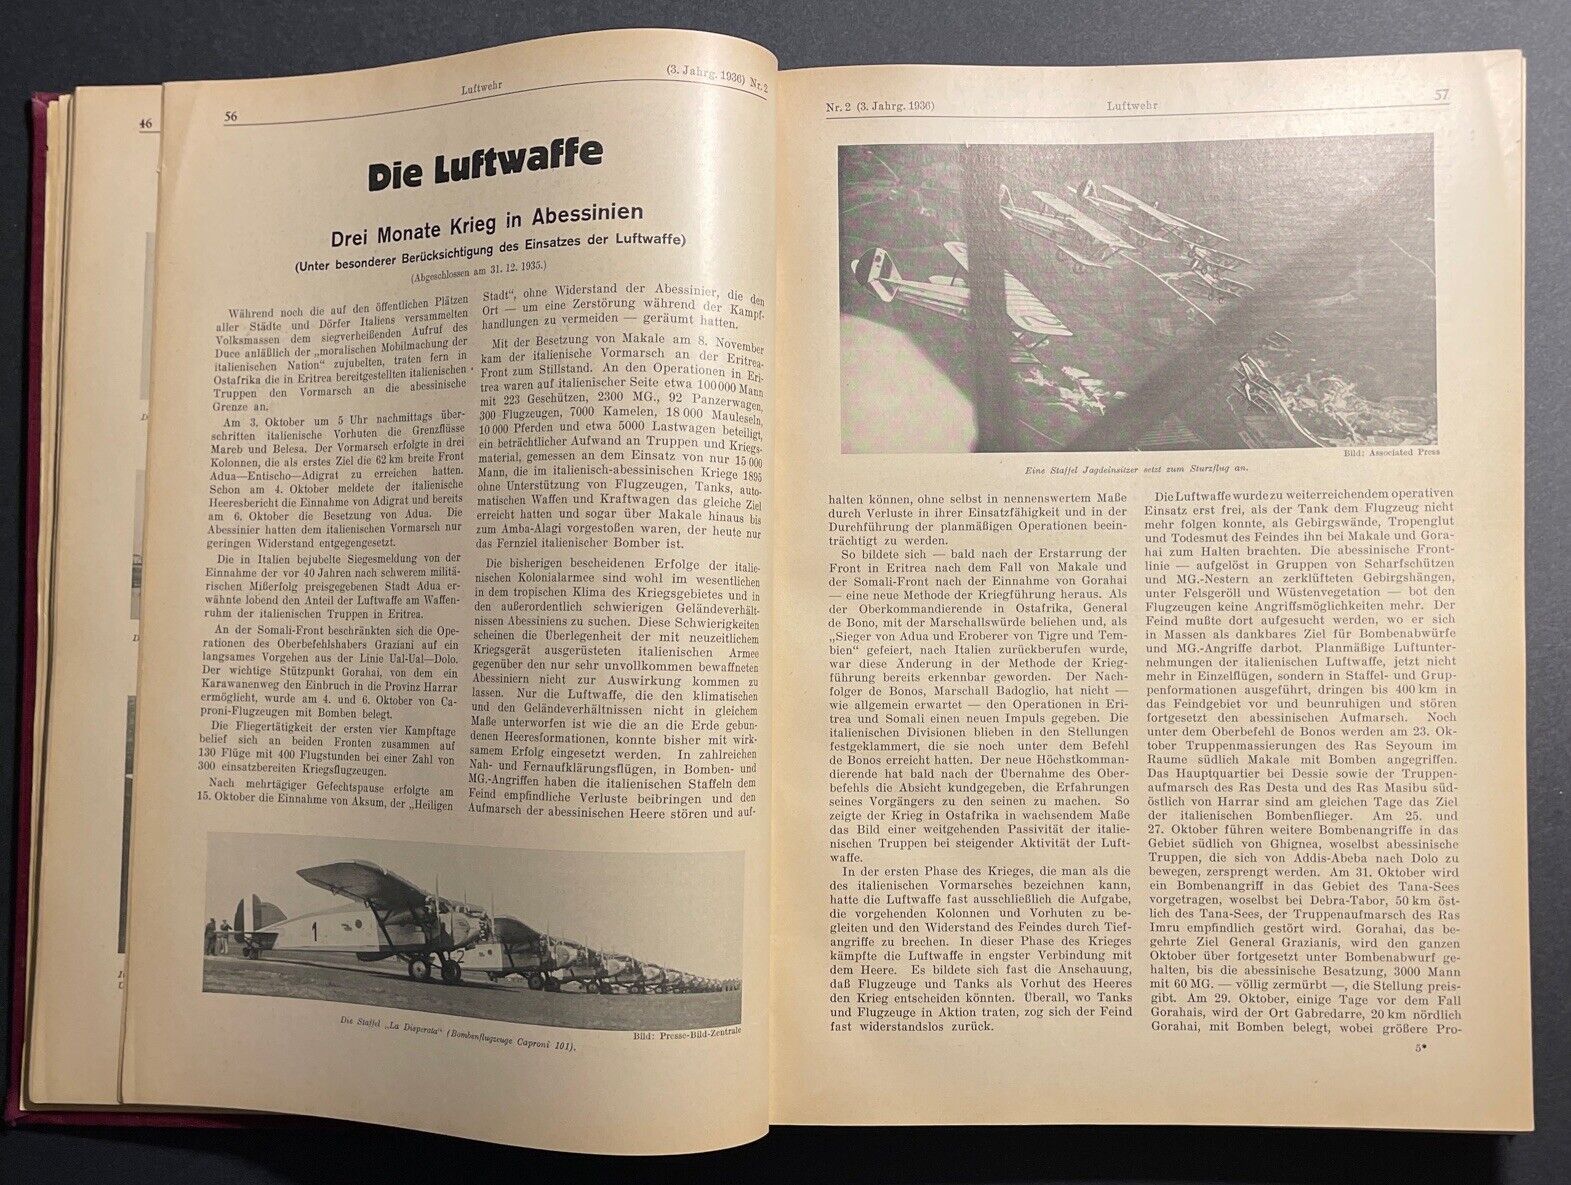 46
56
Luftwehr
(3. Jahrg. 1936) Nr. 2
Die Luftwaffe
Drei Monate Krieg in Abessinien
(Unter besonderer Berücksichtigung des Einsatzes der Luftwaffe)
(Abgeschlossen am 31. 12. 1935.)
Während noch die auf den öffentlichen Plätzen
aller Städte und Dörfer Italiens versammelten
Volksmassen dem siegverheißenden Aufruf des
Duce anläßlich der „moralischen Mobilmachung der
italienischen Nation“ zujubelten, traten fern in
Ostafrika die in Eritrea bereitgestellten italienischen
Truppen den Vormarsch an die abessinische
Grenze an.
Am 3. Oktober um 5 Uhr nachmittags über-
schritten italienische Vorhuten die Grenzflüsse
Mareb und Belesa. Der Vormarsch erfolgte in drei
Kolonnen, die als erstes Ziel die 62 km breite Front
Adua—Entischo—Adigrat zu erreichen hatten.
Schon am 4. Oktober meldete der italienische
Heeresbericht die Einnahme von Adigrat und bereits
am 6. Oktober die Besetzung von Adua. Die
Abessinier hatten dem italienischen Vormarsch nur
geringen Widerstand entgegengesetzt.
Die in Italien bejubelte Siegesmeldung von der
Einnahme der vor 40 Jahren nach schwerem militä-
rischen Mißerfolg preisgegebenen Stadt Adua er-
wähnte lobend den Anteil der Luftwaffe am Waffen-
ruhm der italienischen Truppen in Eritrea.
An der Somali-Front beschränkten sich die Ope-
rationen des Oberbefehlshabers Graziani auf ein
langsames Vorgehen aus der Linie Ual-Ual—Dolo.
Der wichtige Stützpunkt Gorahai, von dem ein
Karawanenweg den Einbruch in die Provinz Harrar
ermöglicht, wurde am 4. und 6. Oktober von Ca-
proni-Flugzeugen mit Bomben belegt.
Die Fliegertätigkeit der ersten vier Kampftage
belief sich an beiden Fronten zusammen auf
130 Flüge mit 400 Flugstunden bei einer Zahl von
300 einsatzbereiten Kriegsflugzeugen.
Nach mehrtägiger Gefechtspause erfolgte am
15. Oktober die Einnahme von Aksum, der „Heiligen
Stadt“, ohne Widerstand der Abessinier, die den
Ort — um eine Zerstörung während der Kampf-
handlungen zu vermeiden — geräumt hatten.
Mit der Besetzung von Makale am 8. November
kam der italienische Vormarsch an der Eritrea-
Front zum Stillstand. An den Operationen in Eri-
trea waren auf italienischer Seite etwa 100 000 Mann
mit 223 Geschützen, 2300 MG., 92 Panzerwagen,
300 Flugzeugen, 7000 Kamelen, 18 000 Mauleseln,
10 000 Pferden und etwa 5000 Lastwagen beteiligt,
ein beträchtlicher Aufwand an Truppen und Kriegs-
material, gemessen an dem Einsatz von nur 15 000
Mann, die im italienisch-abessinischen Kriege 1895
ohne Unterstützung von Flugzeugen, Tanks, auto-
matischen Waffen und Kraftwagen das gleiche Ziel
erreicht hatten und sogar über Makale hinaus bis
zum Amba-Alagi vorgestoßen waren, der heute nur
das Fernziel italienischer Bomber ist.
Die bisherigen bescheidenen Erfolge der italie-
nischen Kolonialarmee sind wohl im wesentlichen
in dem tropischen Klima des Kriegsgebietes und in
den außerordentlich schwierigen Geländeverhält-
nissen Abessiniens zu suchen. Diese Schwierigkeiten
scheinen die Überlegenheit der mit neuzeitlichem
Kriegsgerät ausgerüsteten italienischen Armee
gegenüber den nur sehr unvollkommen bewaffneten
Abessiniern nicht zur Auswirkung kommen zu
lassen. Nur die Luftwaffe, die den klimatischen
und den Geländeverhältnissen nicht in gleichem
Maße unterworfen ist wie die an die Erde gebun-
denen Heeresformationen, konnte bisher mit wirk-
samem Erfolg eingesetzt werden. In zahlreichen
Nah- und Fernaufklärungsflügen, in Bomben- und
MG.-Angriffen haben die italienischen Staffeln dem
Feind empfindliche Verluste beibringen und den
Aufmarsch der abessinischen Heere stören und auf-
1
Die Staffel „La Disperata“ (Bombenflugzeuge Caproni 101).
Bild: Presse-Bild-Zentrale
Nr. 2 (3. Jahrg. 1936)
Luftwehr
57
Bild: Associated Press
Eine Staffel Jagdeinsitzer setzt zum Sturzflug an.
halten können, ohne selbst in nennenswertem Maße
durch Verluste in ihrer Einsatzfähigkeit und in der
Durchführung der planmäßigen Operationen beein-
trächtigt zu werden.
So bildete sich — bald nach der Erstarrung der
Front in Eritrea nach dem Fall von Makale und
der Somali-Front nach der Einnahme von Gorahai
— eine neue Methode der Kriegführung heraus. Als
der Oberkommandierende in Ostafrika, General
de Bono, mit der Marschallswürde beliehen und, als
„Sieger von Adua und Eroberer von Tigre und Tem-
bien“ gefeiert, nach Italien zurückberufen wurde,
war diese Änderung in der Methode der Krieg-
führung bereits erkennbar geworden. Der Nach-
folger de Bonos, Marschall Badoglio, hat nicht —
wie allgemein erwartet — den Operationen in Eri-
trea und Somali einen neuen Impuls gegeben. Die
italienischen Divisionen blieben in den Stellungen
festgeklammert, die sie noch unter dem Befehl
de Bonos erreicht hatten. Der neue Höchstkomman-
dierende hat bald nach der Übernahme des Ober-
befehls die Absicht kundgegeben, die Erfahrungen
seines Vorgängers zu den seinen zu machen. So
zeigte der Krieg in Ostafrika in wachsendem Maße
das Bild einer weitgehenden Passivität der italie-
nischen Truppen bei steigender Aktivität der Luft-
waffe.
In der ersten Phase des Krieges, die man als die
des italienischen Vormarsches bezeichnen kann,
hatte die Luftwaffe fast ausschließlich die Aufgabe,
die vorgehenden Kolonnen und Vorhuten zu be-
gleiten und den Widerstand des Feindes durch Tief-
angriffe zu brechen. In dieser Phase des Krieges
kämpfte die Luftwaffe in engster Verbindung mit
dem Heere. Es bildete sich fast die Anschauung,
daß Flugzeuge und Tanks als Vorhut des Heeres
den Krieg entscheiden könnten. Überall, wo Tanks
und Flugzeuge in Aktion traten, zog sich der Feind
fast widerstandslos zurück.
Die Luftwaffe wurde zu weiterreichendem operativen
Einsatz erst frei, als der Tank dem Flugzeug nicht
mehr folgen konnte, als Gebirgswände, Tropenglut
und Todesmut des Feindes ihn bei Makale und Gora-
hai zum Halten brachten. Die abessinische Front-
linie — aufgelöst in Gruppen von Scharfschützen
und MG.-Nestern an zerklüfteten Gebirgshängen,
unter Felsgeröll und Wüstenvegetation — bot den
Flugzeugen keine Angriffsmöglichkeiten mehr. Der
Feind mußte dort aufgesucht werden, wo er sich
in Massen als dankbares Ziel für Bombenabwürfe
und MG.-Angriffe darbot. Planmäßige Luftunter-
nehmungen der italienischen Luftwaffe, jetzt nicht
mehr in Einzelflügen, sondern in Staffel- und Grup-
penformationen ausgeführt, dringen bis 400 km in
das Feindgebiet vor und beunruhigen und stören
fortgesetzt den abessinischen Aufmarsch. Noch
unter dem Oberbefehl de Bonos werden am 23. Ok-
tober Truppenmassierungen des Ras Seyoum im
Raume südlich Makale mit Bomben angegriffen.
Das Hauptquartier bei Dessie sowie der Truppen-
aufmarsch des Ras Desta und des Ras Masibu süd-
östlich von Harrar sind am gleichen Tage das Ziel
der italienischen Bombenflieger. Am 25. und
27. Oktober führen weitere Bombenangriffe in das
Gebiet südlich von Ghignea, woselbst abessinische
Truppen, die sich von Addis-Abeba nach Dolo zu
bewegen, zersprengt werden. Am 31. Oktober wird
ein Bombenangriff in das Gebiet des Tana-Sees
vorgetragen, woselbst bei Debra-Tabor, 50 km öst-
lich des Tana-Sees, der Truppenaufmarsch des Ras
Imru empfindlich gestört wird. Gorahai, das be-
gehrte Ziel General Grazianis, wird den ganzen
Oktober über fortgesetzt unter Bombenabwurf ge-
halten, bis die abessinische Besatzung, 3000 Mann
mit 60 MG. — völlig zermürbt —, die Stellung preis-
gibt. Am 29. Oktober, einige Tage vor dem Fall
Gorahais, wird der Ort Gabredarre, 20 km nördlich
Gorahai, mit Bomben belegt, wobei größere Pro-
5*